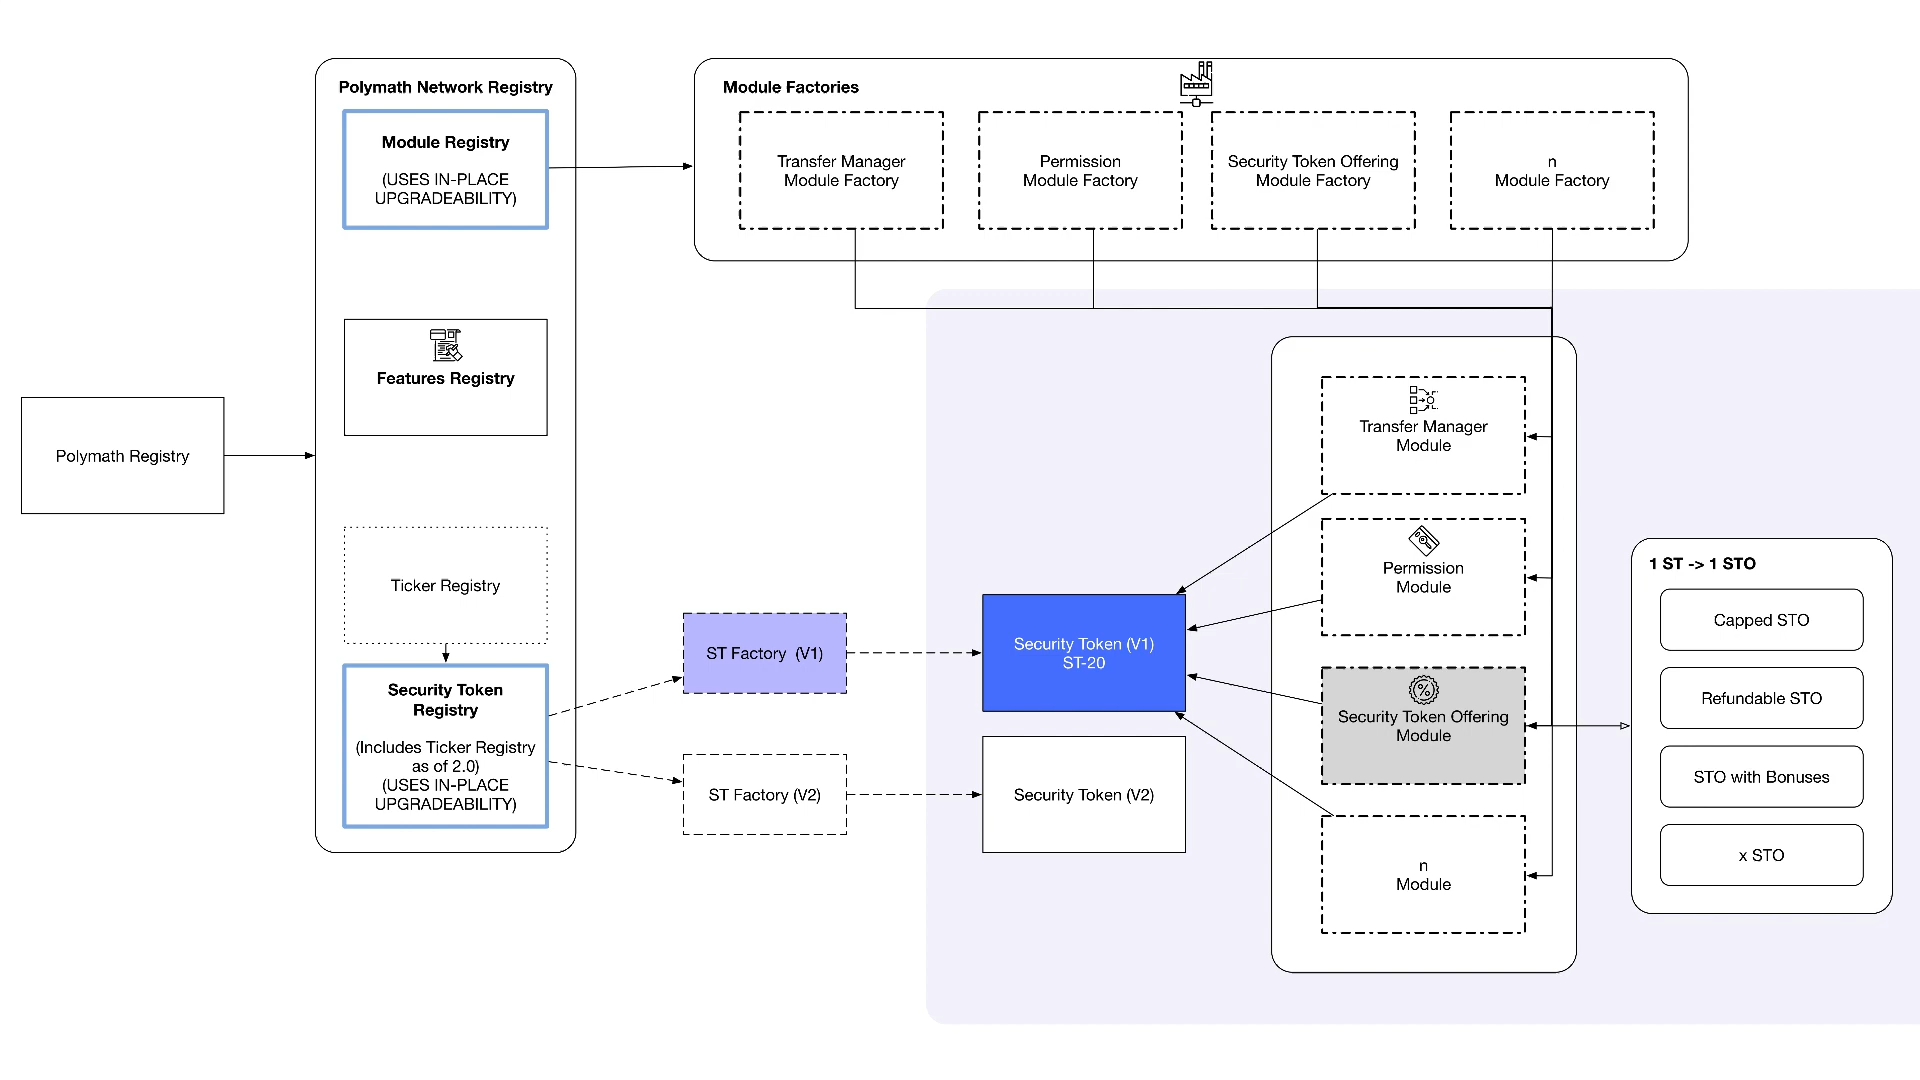 Polymath Registry
Polymath Network Registry
Module Registry
(USES IN-PLACE
UPGRADEABILITY)
Features Registry
Ticker Registry
Security Token
Registry
(Includes Ticker Registry
as of 2.0)
(USES IN-PLACE
UPGRADEABILITY)
Module Factories
Transfer Manager
Module Factory
Permission
Module Factory
Security Token Offering
Module Factory
n
Module Factory
ST Factory (V1)
ST Factory (V2)
Security Token (V1)
ST-20
Security Token (V2)
Transfer Manager
Module
Permission
Module
Security Token Offering
Module
n
Module
1 ST -> 1 STO
Capped STO
Refundable STO
STO with Bonuses
x STO